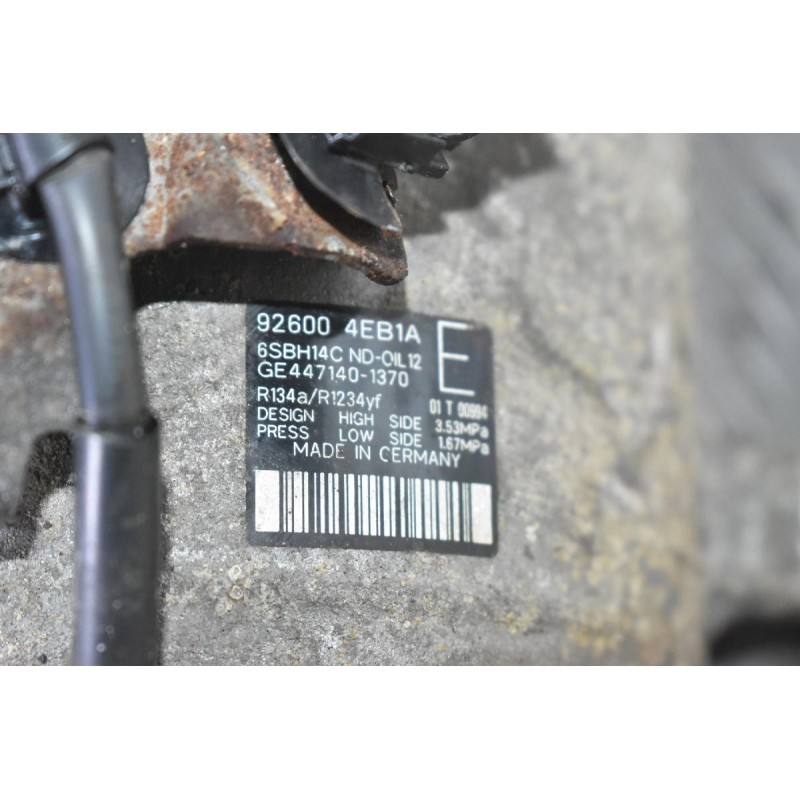 92600 4EB1A E
6SBH14C ND-OIL12
GE447140-1370
R134a/R1234yf 01 T 00994
DESIGN HIGH SIDE 3.53MPa
PRESS LOW SIDE 1.67MPa
MADE IN CERMANY